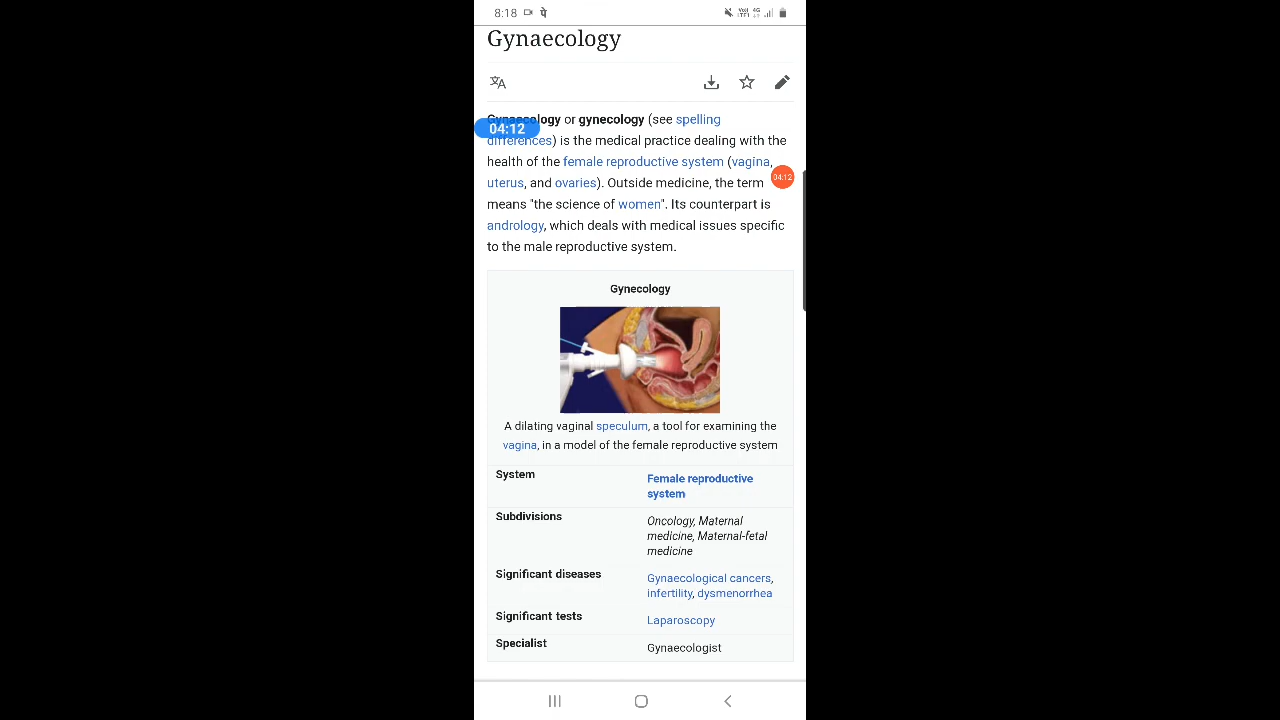 8:18
Gynaecology
Gynaecology or gynecology (see spelling
04:12
differences) is the medical practice dealing with the
health of the female reproductive system (vagina,
04:12
uterus, and ovaries). Outside medicine, the term
means "the science of women". Its counterpart is
andrology, which deals with medical issues specific
to the male reproductive system.
Gynecology
A dilating vaginal speculum, a tool for examining the
vagina, in a model of the female reproductive system
System Female reproductive
system
Subdivisions Oncology, Maternal
medicine, Maternal-fetal
medicine
Significant diseases Gynaecological cancers,
infertility, dysmenorrhea
Significant tests Laparoscopy
Specialist Gynaecologist